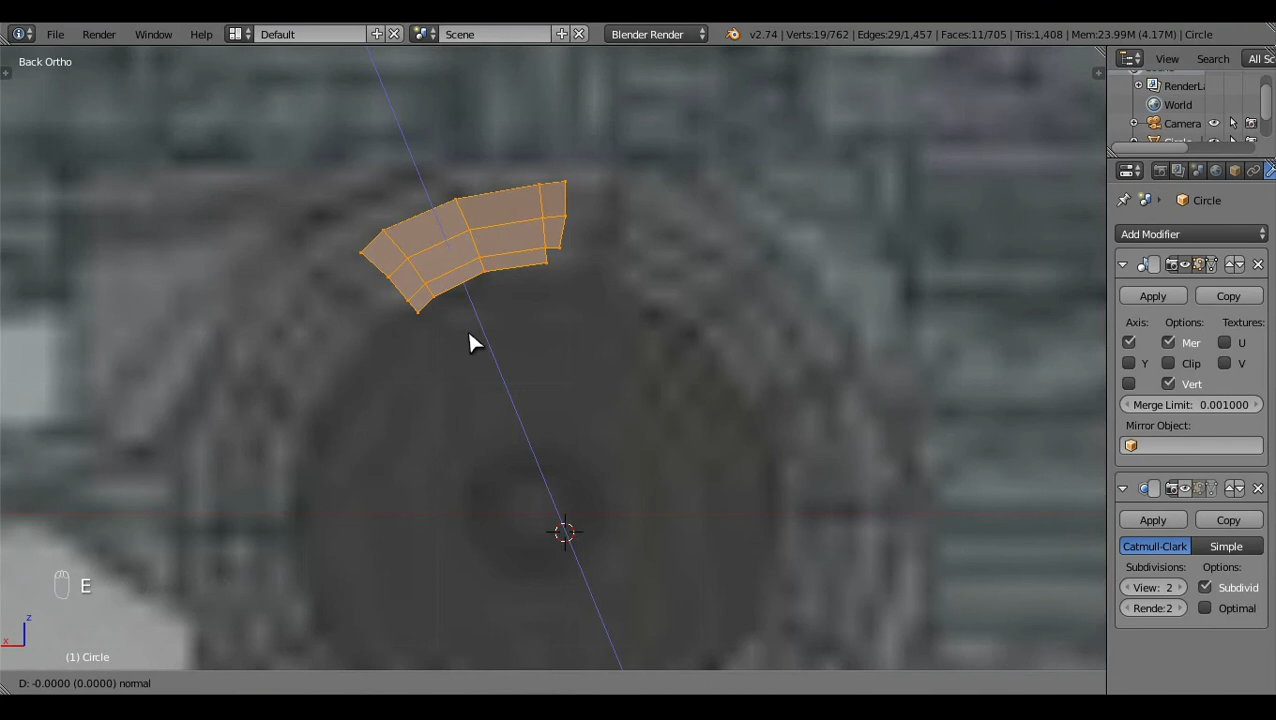 File Render Window Help Default Scene Blender Render v2.74 | Verts:19/762 | Edges:29/1,457 | Faces:11/705 | Tris:1,408 | Mem:23.99M (4.17M) | Circle
Back Ortho
View Search All Sc
RenderL
World
Camera
Circle
Add Modifier
Apply Copy
Axis: Options: Textures:
Mer U
Y Clip V
Vert
Merge Limit: 0.001000
Mirror Object:
Apply Copy
Catmull-Clark Simple
Subdivisions: Options:
View: 2 Subdivid
Rende:2 Optimal
E
z
x
(1) Circle
D: -0.0000 (0.0000) normal